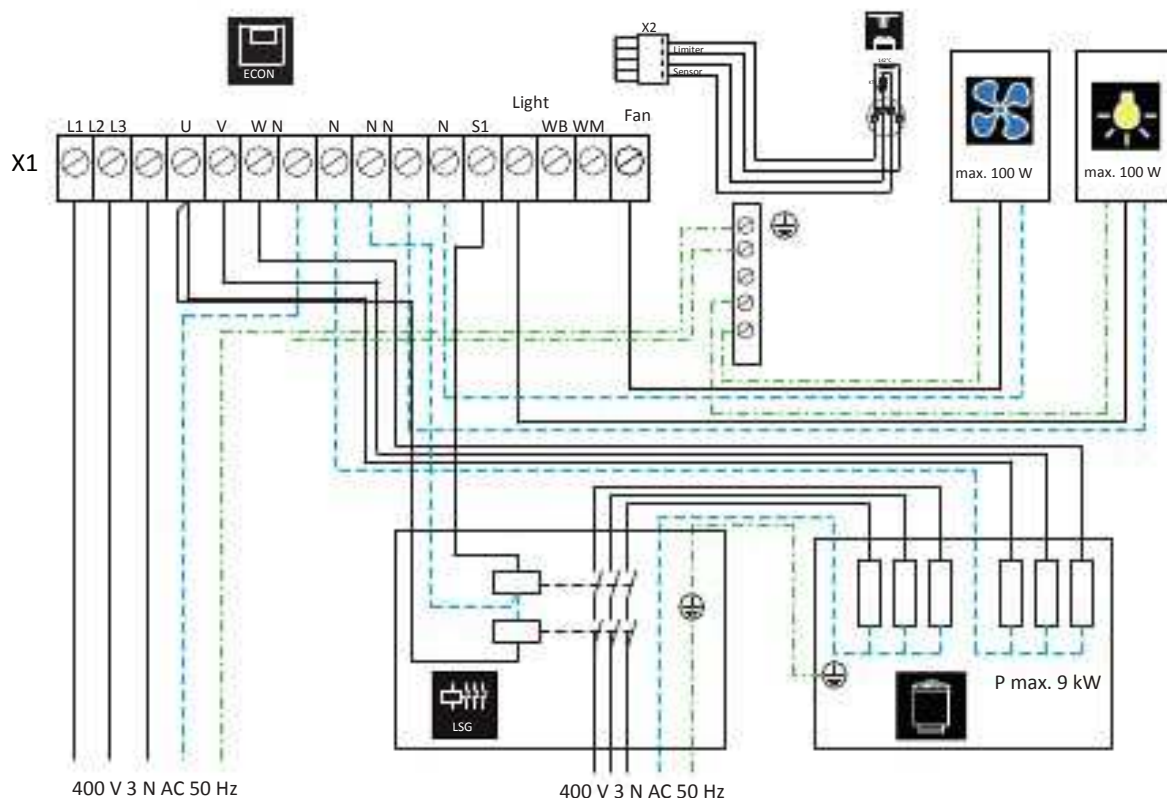 ECON
X2
Limiter
Sensor
Light
Fan
L1 L2 L3 U V W N N N N N S1 WB WM
X1
max. 100 W
max. 100 W
P max. 9 kW
LSG
400 V 3 N AC 50 Hz
400 V 3 N AC 50 Hz